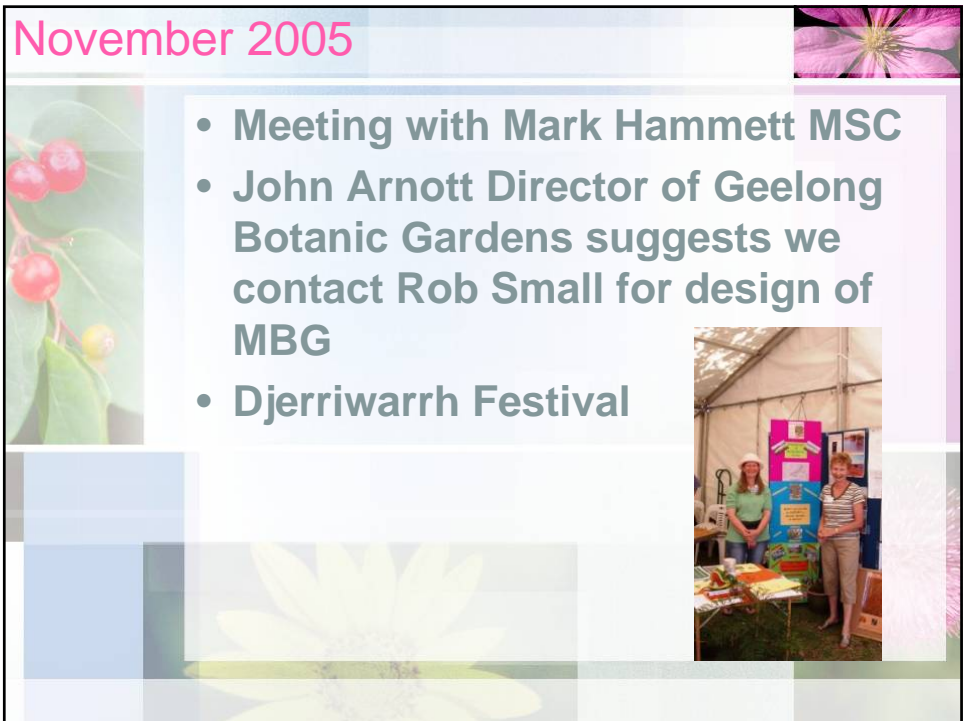 November 2005
• Meeting with Mark Hammett MSC
• John Arnott Director of Geelong
Botanic Gardens suggests we
contact Rob Small for design of
MBG
• Djerriwarrh Festival